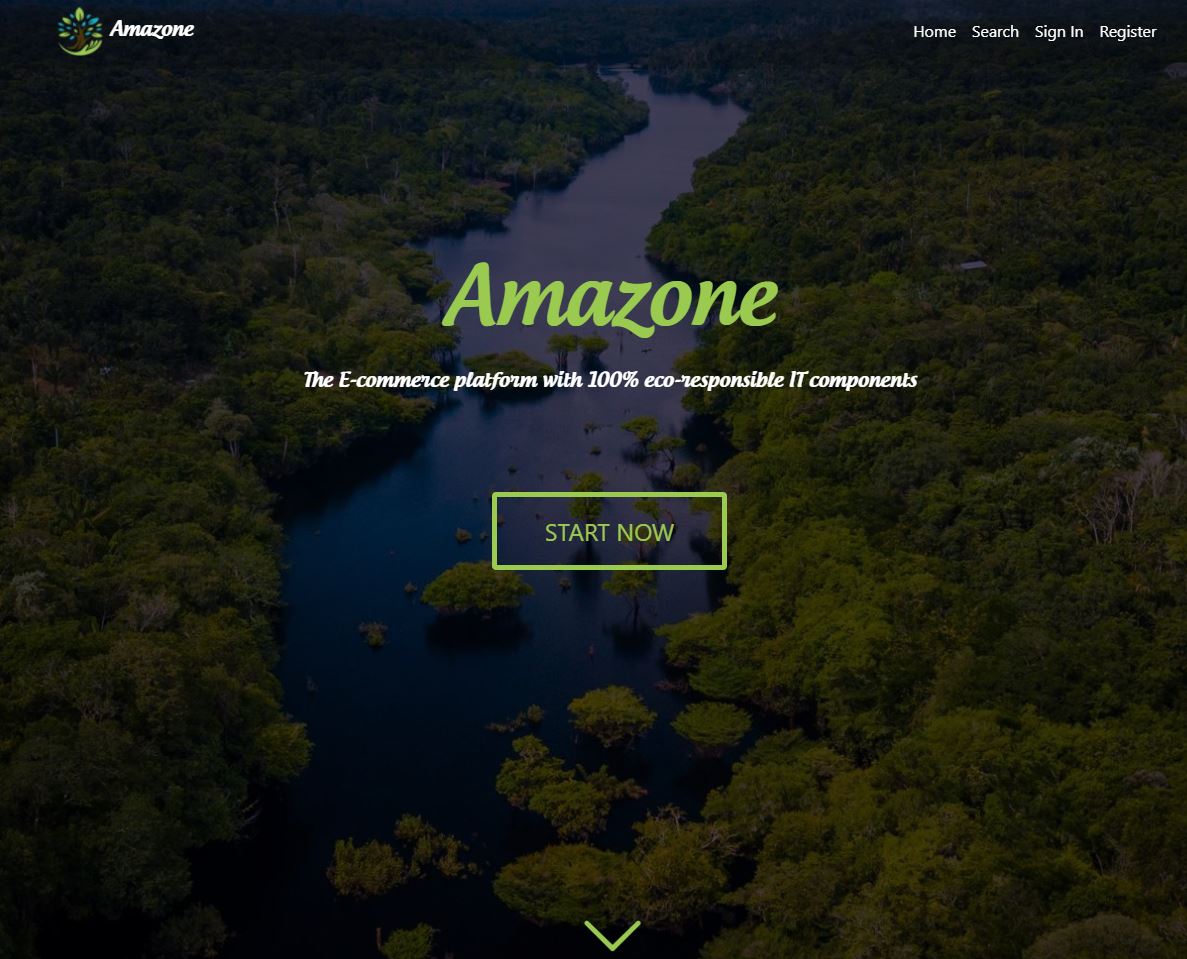 Amazone
Home Search Sign In Register
Amazone
The E-commerce platform with 100% eco-responsible IT components
START NOW